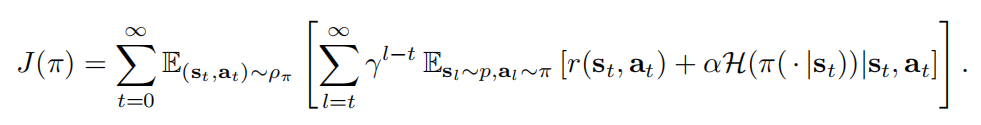 $$J(\pi) = \sum_{t=0}^{\infty} \mathbb{E}_{(\mathbf{s}_t, \mathbf{a}_t) \sim \rho_\pi} \left[ \sum_{l=t}^{\infty} \gamma^{l-t} \, \mathbb{E}_{\mathbf{s}_l \sim p, \mathbf{a}_l \sim \pi} \left[ r(\mathbf{s}_t, \mathbf{a}_t) + \alpha \mathcal{H}(\pi(\,\cdot\,|\mathbf{s}_t)) | \mathbf{s}_t, \mathbf{a}_t \right] \right].$$